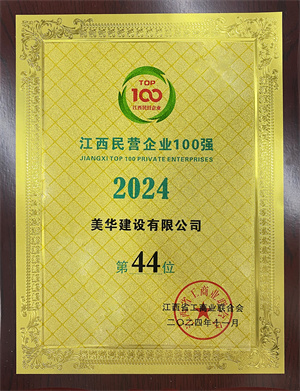 TOP
100
江西民营企业
江西民营企业100强
JIANGXI TOP 100 PRIVATE ENTERPRISES
2024
美华建设有限公司
第44位
江西省工商业联合会
二〇二四年十一月